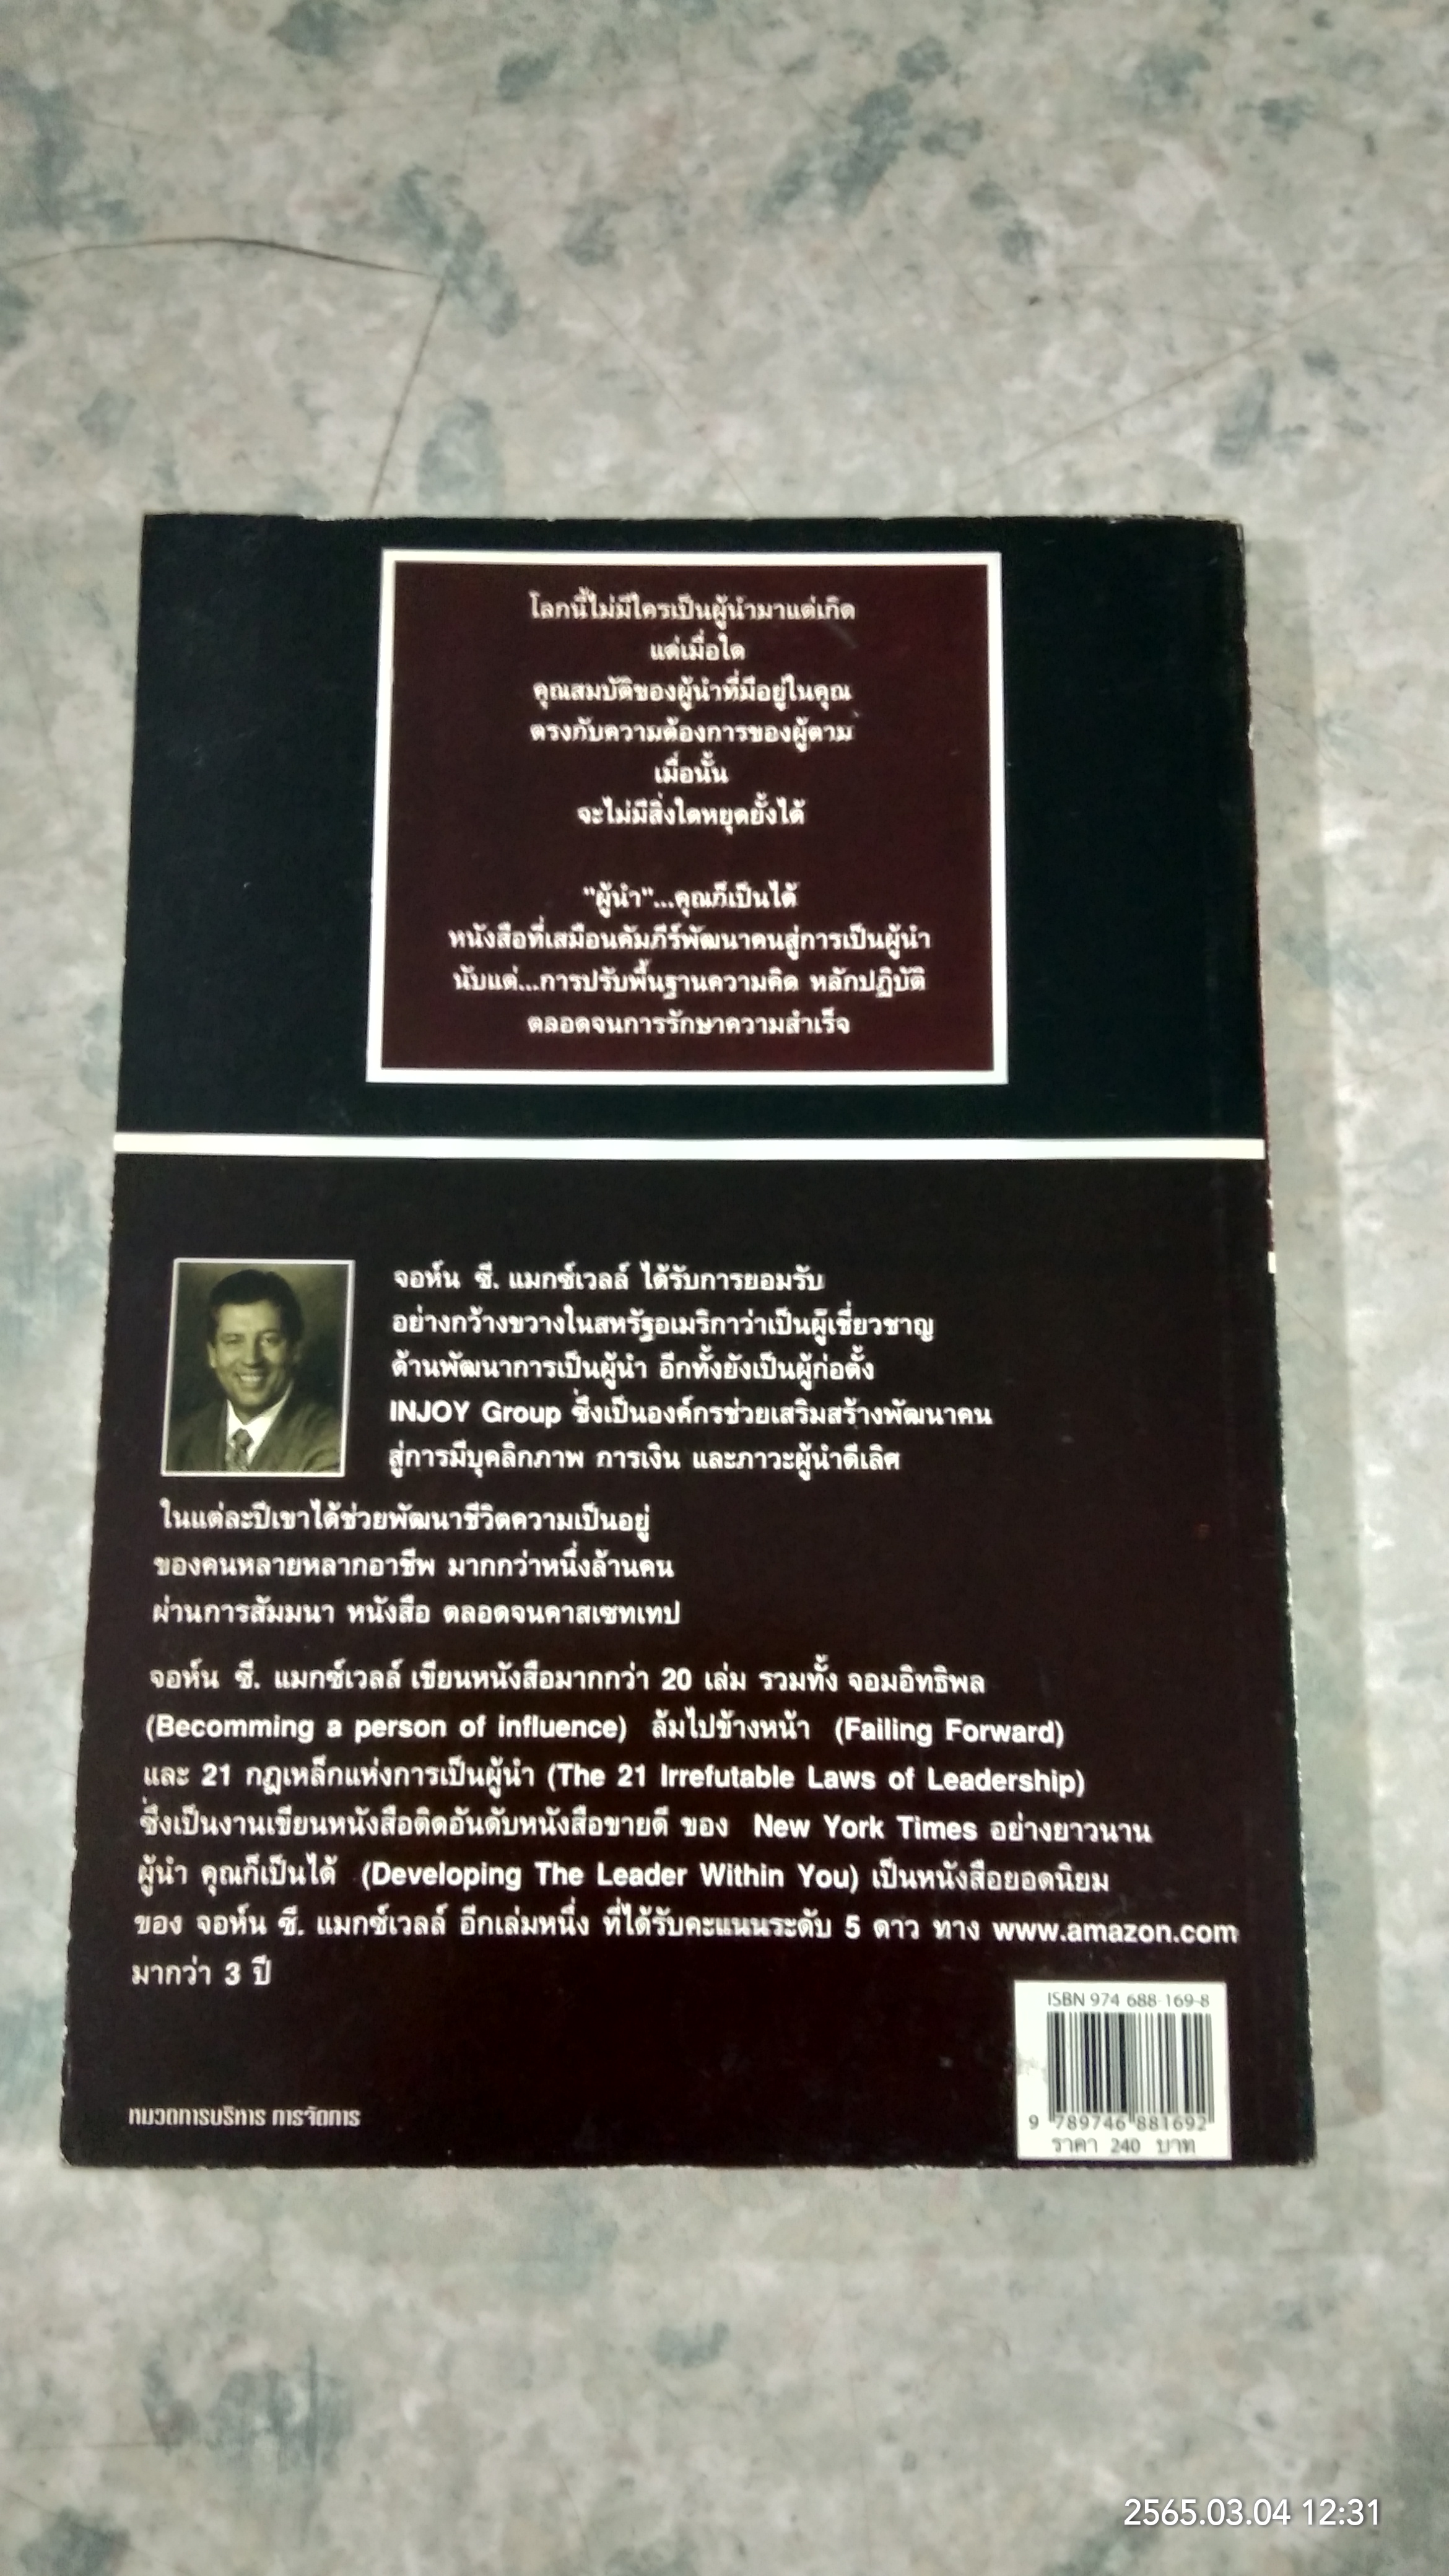 โลกนี้ไม่มีใครเป็นผู้นำมาแต่เกิด
แต่เมื่อใด
คุณสมบัติของผู้นำที่มีอยู่ในคุณ
ตรงกับความต้องการของผู้ตาม
เมื่อนั้น
จะไม่มีสิ่งใดหยุดยั้งได้
"ผู้นำ"...คุณก็เป็นได้
หนังสือที่เสมือนคัมภีร์พัฒนาคนสู่การเป็นผู้นำ
นับแต่...การปรับพื้นฐานความคิด หลักปฏิบัติ
ตลอดจนการรักษาความสำเร็จ
จอห์น ซี. แมกซ์เวลล์ ได้รับการยอมรับ
อย่างกว้างขวางในสหรัฐอเมริกาว่าเป็นผู้เชี่ยวชาญ
ด้านพัฒนาการเป็นผู้นำ อีกทั้งยังเป็นผู้ก่อตั้ง
INJOY Group ซึ่งเป็นองค์กรช่วยเสริมสร้างพัฒนาคน
สู่การมีบุคลิกภาพ การเงิน และภาวะผู้นำดีเลิศ
ในแต่ละปีเขาได้ช่วยพัฒนาชีวิตความเป็นอยู่
ของคนหลายหลากอาชีพ มากกว่าหนึ่งล้านคน
ผ่านการสัมมนา หนังสือ ตลอดจนคาสเซทเทป
จอห์น ซี. แมกซ์เวลล์ เขียนหนังสือมากกว่า 20 เล่ม รวมทั้ง จอมอิทธิพล
(Becomming a person of influence) ล้มไปข้างหน้า (Failing Forward)
และ 21 กฎเหล็กแห่งการเป็นผู้นำ (The 21 Irrefutable Laws of Leadership)
ซึ่งเป็นงานเขียนหนังสือติดอันดับหนังสือขายดี ของ New York Times อย่างยาวนาน
ผู้นำ คุณก็เป็นได้ (Developing The Leader Within You) เป็นหนังสือยอดนิยม
ของ จอห์น ซี. แมกซ์เวลล์ อีกเล่มหนึ่ง ที่ได้รับคะแนนระดับ 5 ดาว ทาง www.amazon.com
มากว่า 3 ปี
ISBN 974 688-169-8
9 789746 881692
ราคา 240 บาท
หมวดการบริหาร การจัดการ
2565.03.04 12:31